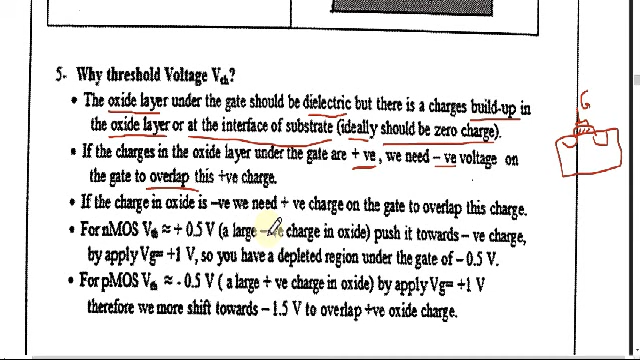 5- Why threshold Voltage Vth?
• The oxide layer under the gate should be dielectric but there is a charges build-up in
the oxide layer or at the interface of substrate (ideally should be zero charge).
• If the charges in the oxide layer under the gate are + ve, we need – ve voltage on
the gate to overlap this +ve charge.
• If the charge in oxide is –ve we need + ve charge on the gate to overlap this charge.
• For nMOS Vth ≈ + 0.5 V (a large –ve charge in oxide) push it towards – ve charge,
by apply Vg= +1 V, so you have a depleted region under the gate of – 0.5 V.
• For pMOS Vth ≈ - 0.5 V ( a large + ve charge in oxide) by apply Vg= +1 V
therefore we more shift towards – 1.5 V to overlap +ve oxide charge.
G